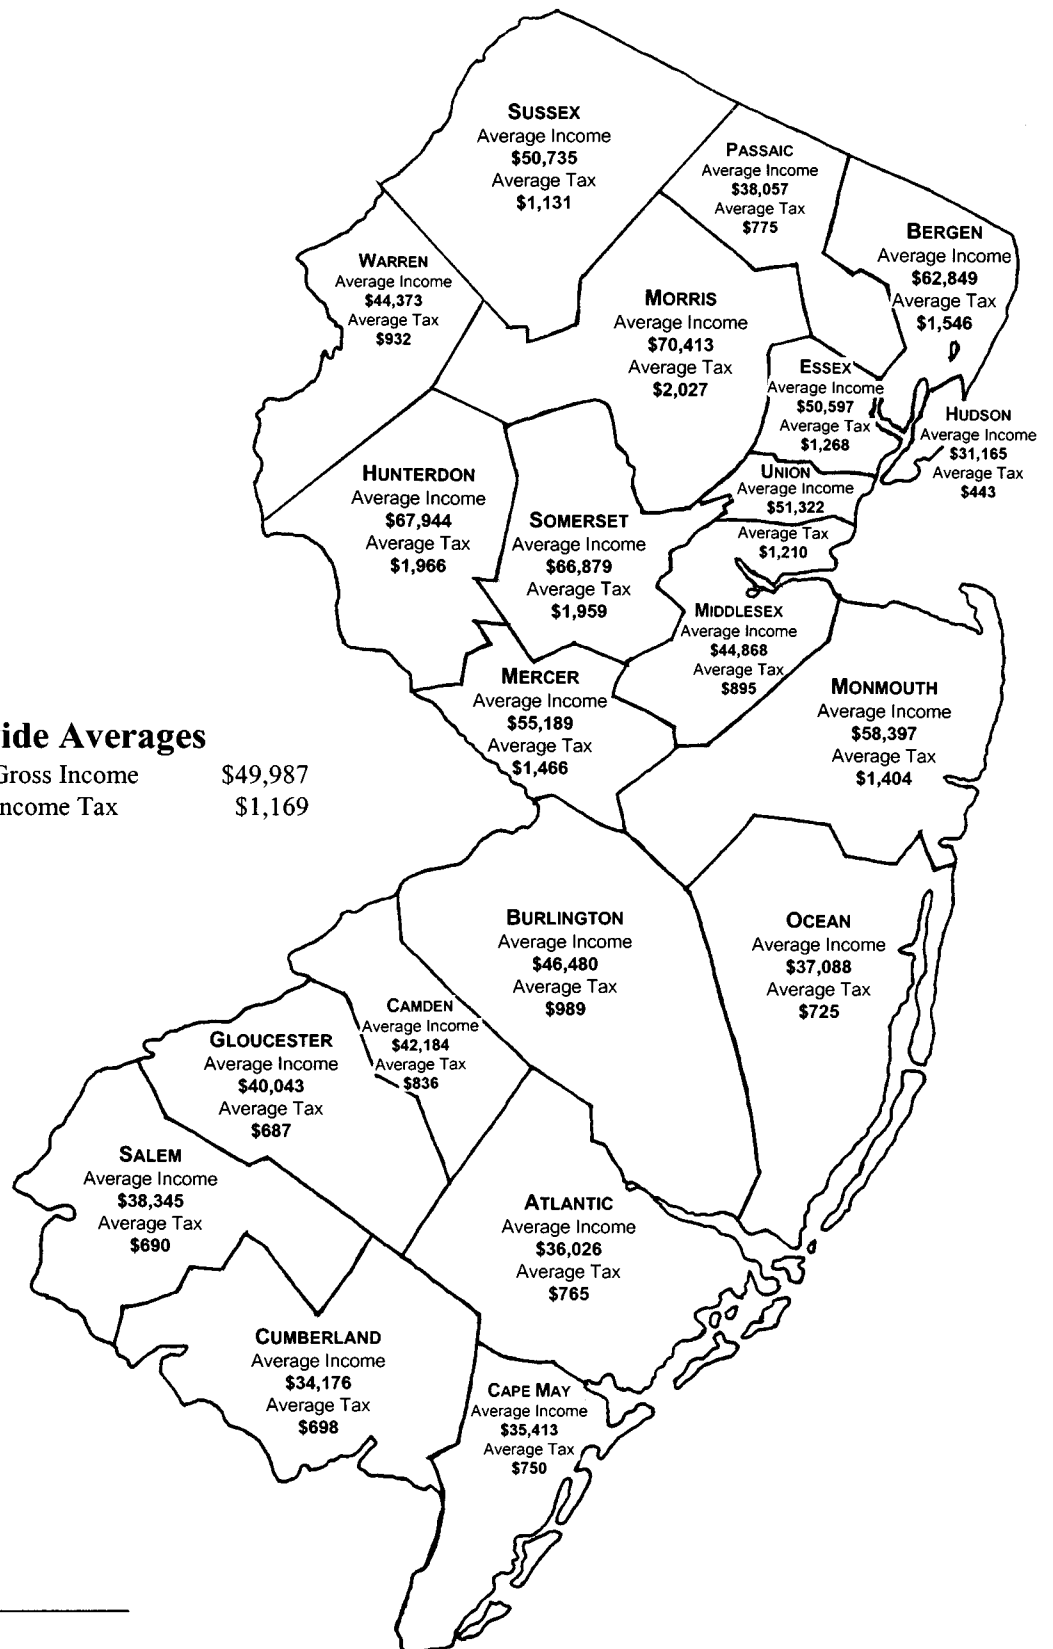 SUSSEX
Average Income
$50,735
Average Tax
$1,131
PASSAIC
Average Income
$38,057
Average Tax
$775
BERGEN
Average Income
$62,849
Average Tax
$1,546
WARREN
Average Income
$44,373
Average Tax
$932
MORRIS
Average Income
$70,413
Average Tax
$2,027
ESSEX
Average Income
$50,597
Average Tax
$1,268
HUDSON
Average Income
$31,165
Average Tax
$443
UNION
Average Income
$51,322
Average Tax
$1,210
HUNTERDON
Average Income
$67,944
Average Tax
$1,966
SOMERSET
Average Income
$66,879
Average Tax
$1,959
MIDDLESEX
Average Income
$44,868
Average Tax
$895
MERCER
Average Income
$55,189
Average Tax
$1,466
MONMOUTH
Average Income
$58,397
Average Tax
$1,404
ide Averages
Gross Income $49,987
ncome Tax $1,169
BURLINGTON
Average Income
$46,480
Average Tax
$989
OCEAN
Average Income
$37,088
Average Tax
$725
CAMDEN
Average Income
$42,184
Average Tax
$836
GLOUCESTER
Average Income
$40,043
Average Tax
$687
SALEM
Average Income
$38,345
Average Tax
$690
ATLANTIC
Average Income
$36,026
Average Tax
$765
CUMBERLAND
Average Income
$34,176
Average Tax
$698
CAPE MAY
Average Income
$35,413
Average Tax
$750